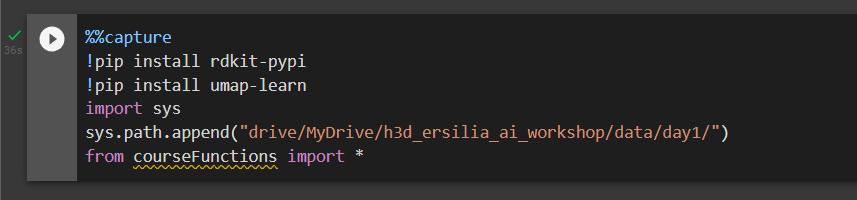 %%capture
!pip install rdkit-pypi
!pip install umap-learn
import sys
sys.path.append("drive/MyDrive/h3d_ersilia_ai_workshop/data/day1/")
from courseFunctions import *
36s